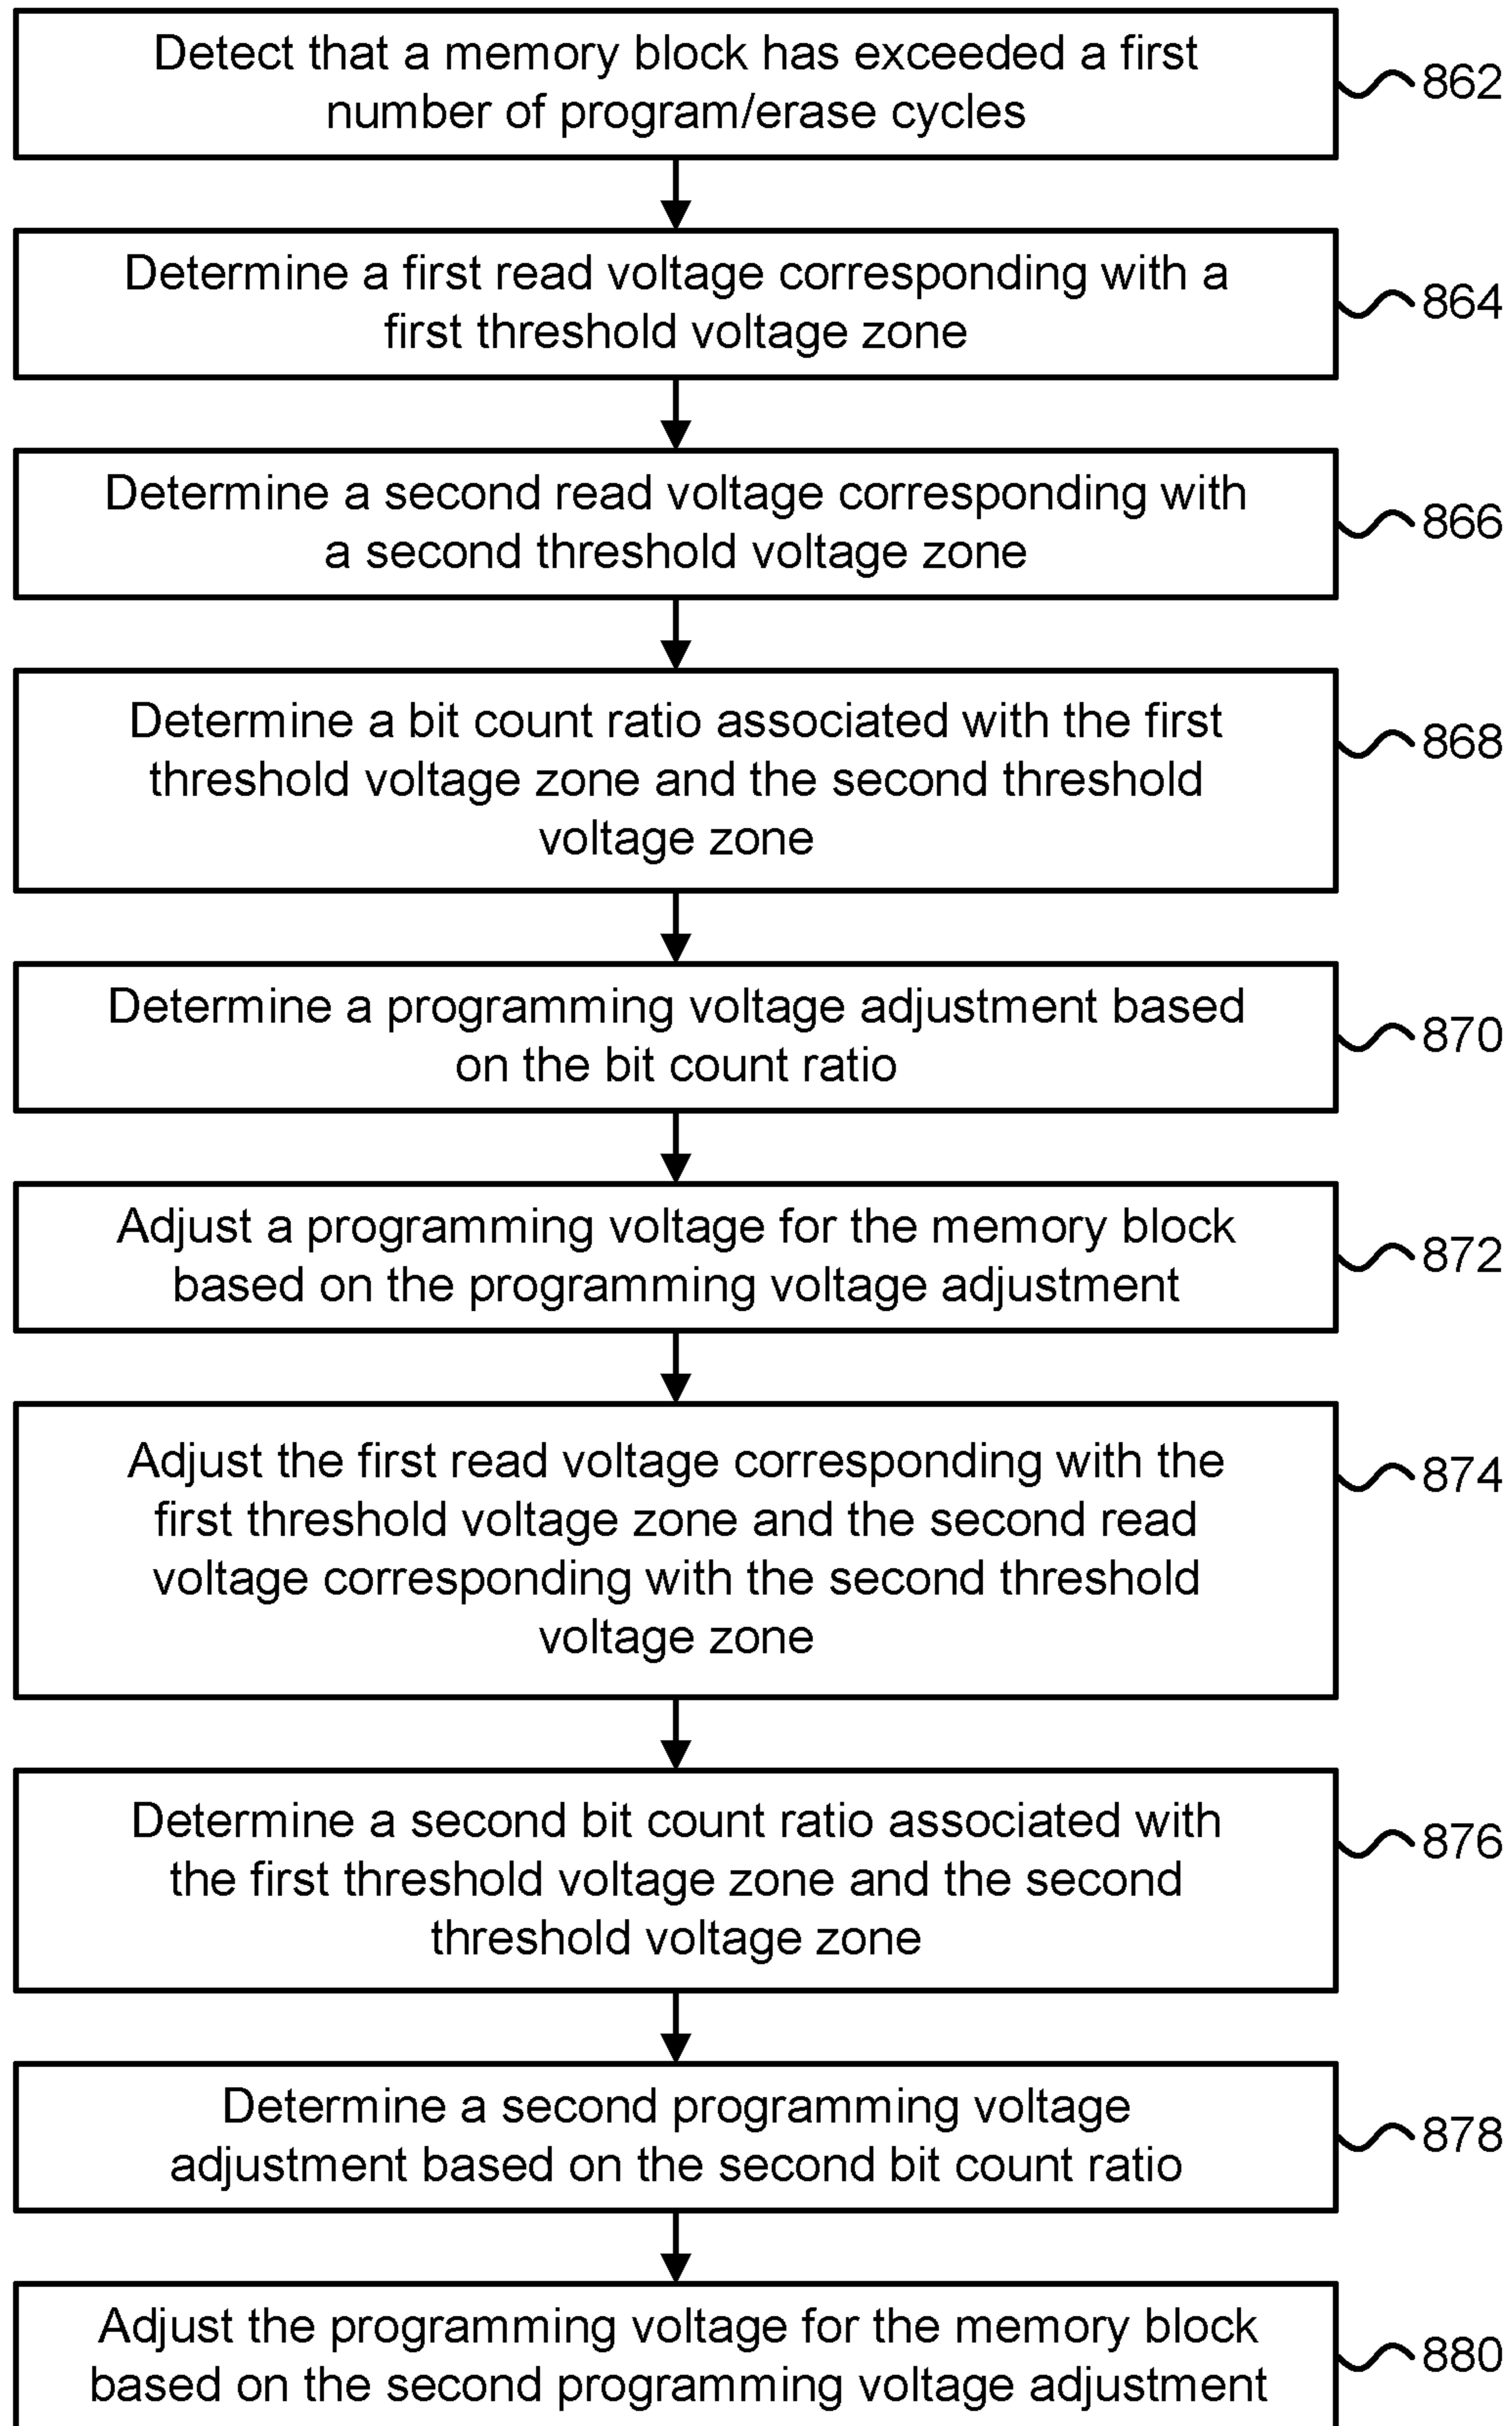 Detect that a memory block has exceeded a first
number of program/erase cycles
862
Determine a first read voltage corresponding with a
first threshold voltage zone
864
Determine a second read voltage corresponding with
a second threshold voltage zone
866
Determine a bit count ratio associated with the first
threshold voltage zone and the second threshold
voltage zone
868
Determine a programming voltage adjustment based
on the bit count ratio
870
Adjust a programming voltage for the memory block
based on the programming voltage adjustment
872
Adjust the first read voltage corresponding with the
first threshold voltage zone and the second read
voltage corresponding with the second threshold
voltage zone
874
Determine a second bit count ratio associated with
the first threshold voltage zone and the second
threshold voltage zone
876
Determine a second programming voltage
adjustment based on the second bit count ratio
878
Adjust the programming voltage for the memory block
based on the second programming voltage adjustment
880